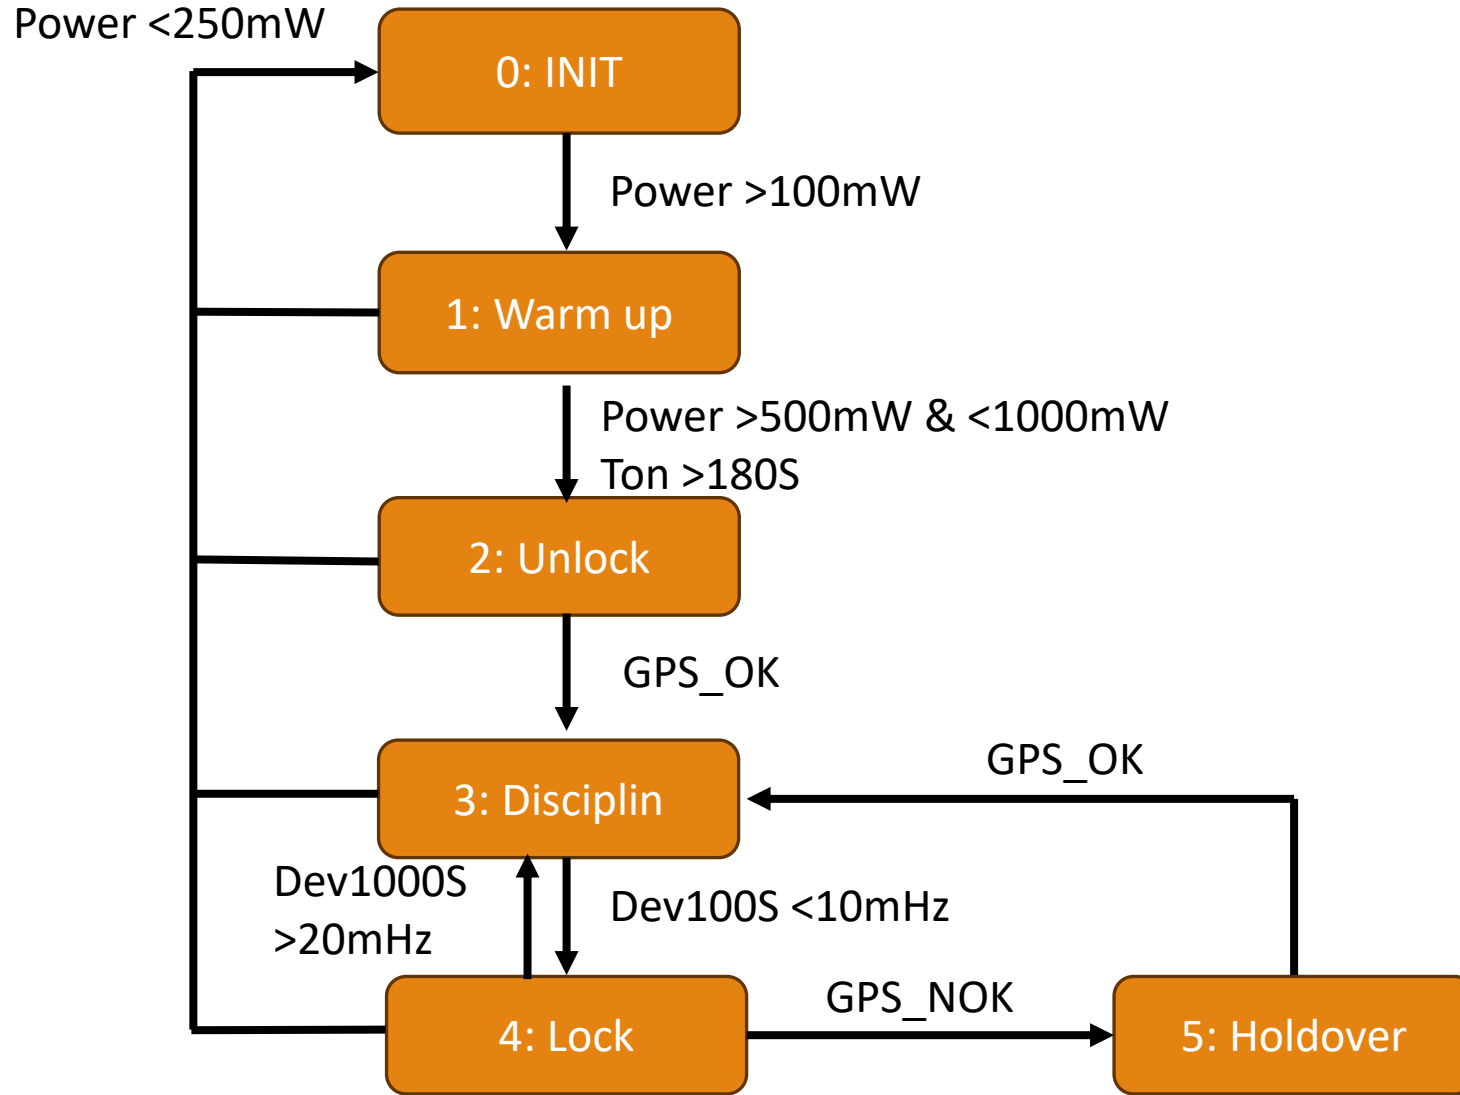 Power <250mW
0: INIT
Power >100mW
1: Warm up
Power >500mW & <1000mW
Ton >180S
2: Unlock
GPS_OK
GPS_OK
3: Disciplin
Dev1000S
>20mHz
Dev100S <10mHz
GPS_NOK
4: Lock
5: Holdover